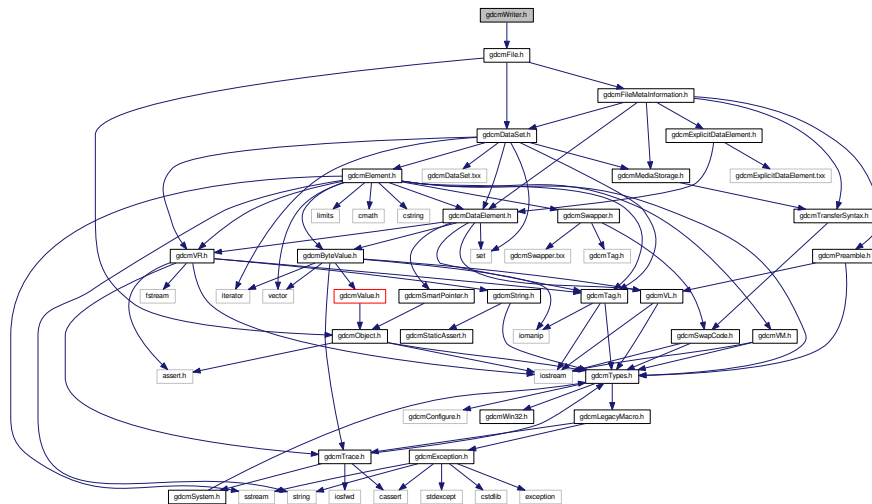 gdcmWriter.h
gdcmFile.h
gdcmFileMetaInformation.h
gdcmDataSet.h
gdcmExplicitDataElement.h
gdcmElement.h
gdcmDataSet.txx
gdcmMediaStorage.h
gdcmExplicitDataElement.txx
limits
cmath
cstring
gdcmDataElement.h
gdcmSwapper.h
gdcmTransferSyntax.h
gdcmVR.h
gdcmByteValue.h
set
gdcmSwapper.txx
gdcmTag.h
gdcmPreamble.h
fstream
iterator
vector
gdcmValue.h
gdcmSmartPointer.h
gdcmString.h
gdcmTag.h
gdcmVL.h
gdcmObject.h
gdcmStaticAssert.h
iomanip
gdcmSwapCode.h
gdcmVM.h
assert.h
iostream
gdcmTypes.h
gdcmConfigure.h
gdcmWin32.h
gdcmLegacyMacro.h
gdcmTrace.h
gdcmException.h
gdcmSystem.h
sstream
string
iosfwd
cassert
stdexcept
cstdlib
exception